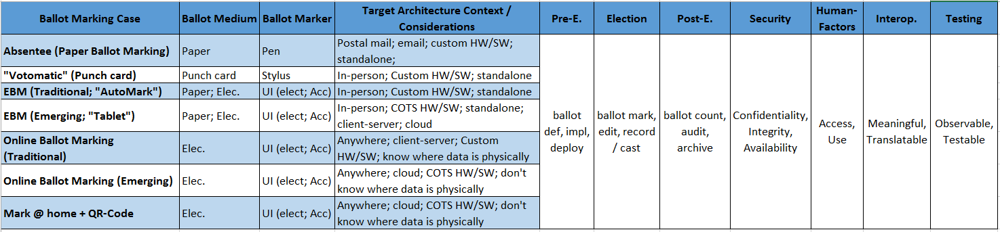 Ballot Marking Case | Ballot Medium | Ballot Marker | Target Architecture Context / Considerations | Pre-E. | Election | Post-E. | Security | Human-Factors | Interop. | Testing
Absentee (Paper Ballot Marking) | Paper | Pen | Postal mail; email; custom HW/SW; standalone;
"Votomatic" (Punch card) | Punch card | Stylus | In-person; Custom HW/SW; standalone
EBM (Traditional; "AutoMark") | Paper; Elec. | UI (elect; Acc) | In-person; Custom HW/SW; standalone
EBM (Emerging; "Tablet") | Paper; Elec. | UI (elect; Acc) | In-person; COTS HW/SW; standalone; client-server; cloud
Online Ballot Marking (Traditional) | Elec. | UI (elect; Acc) | Anywhere; client-server; Custom HW/SW; know where data is physically
Online Ballot Marking (Emerging) | Elec. | UI (elect; Acc) | Anywhere; cloud; COTS HW/SW; don't know where data is physically
Mark @ home + QR-Code | Elec. | UI (elect; Acc) | Anywhere; cloud; COTS HW/SW; don't know where data is physically
ballot def, impl, deploy | ballot mark, edit, record / cast | ballot count, audit, archive | Confidentiality, Integrity, Availability | Access, Use | Meaningful, Translatable | Observable, Testable